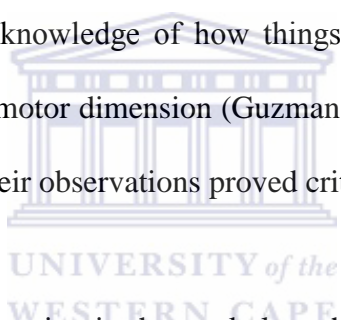 knowledge of how things
motor dimension (Guzman
eir observations proved crit
UNIVERSITY of the
WESTERN CAPE